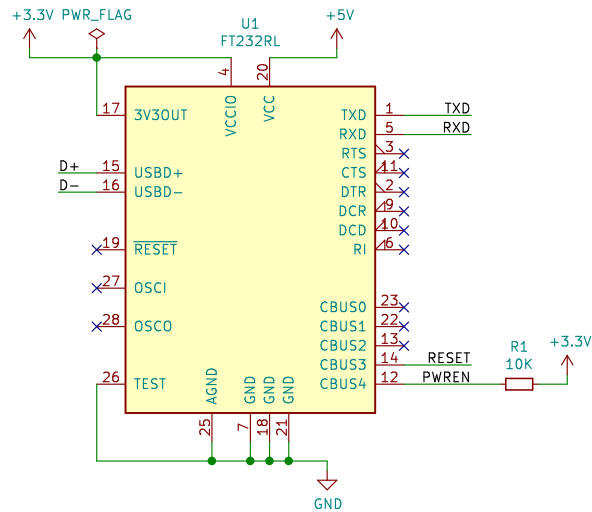 +3.3V PWR_FLAG
U1
FT232RL
+5V
4
20
VCCIO
VCC
17 3V3OUT
TXD 1 TXD
RXD 5 RXD
RTS 3
D+ 15 USBD+
CTS 11
D- 16 USBD-
DTR 2
DCR 9
DCD 10
19 RESET
RI 6
27 OSCI
CBUS0 23
28 OSCO
CBUS1 22
CBUS2 13
CBUS3 14 RESET
R1
10K
+3.3V
26 TEST
CBUS4 12 PWREN
AGND
GND
GND
GND
25
7
18
21
GND